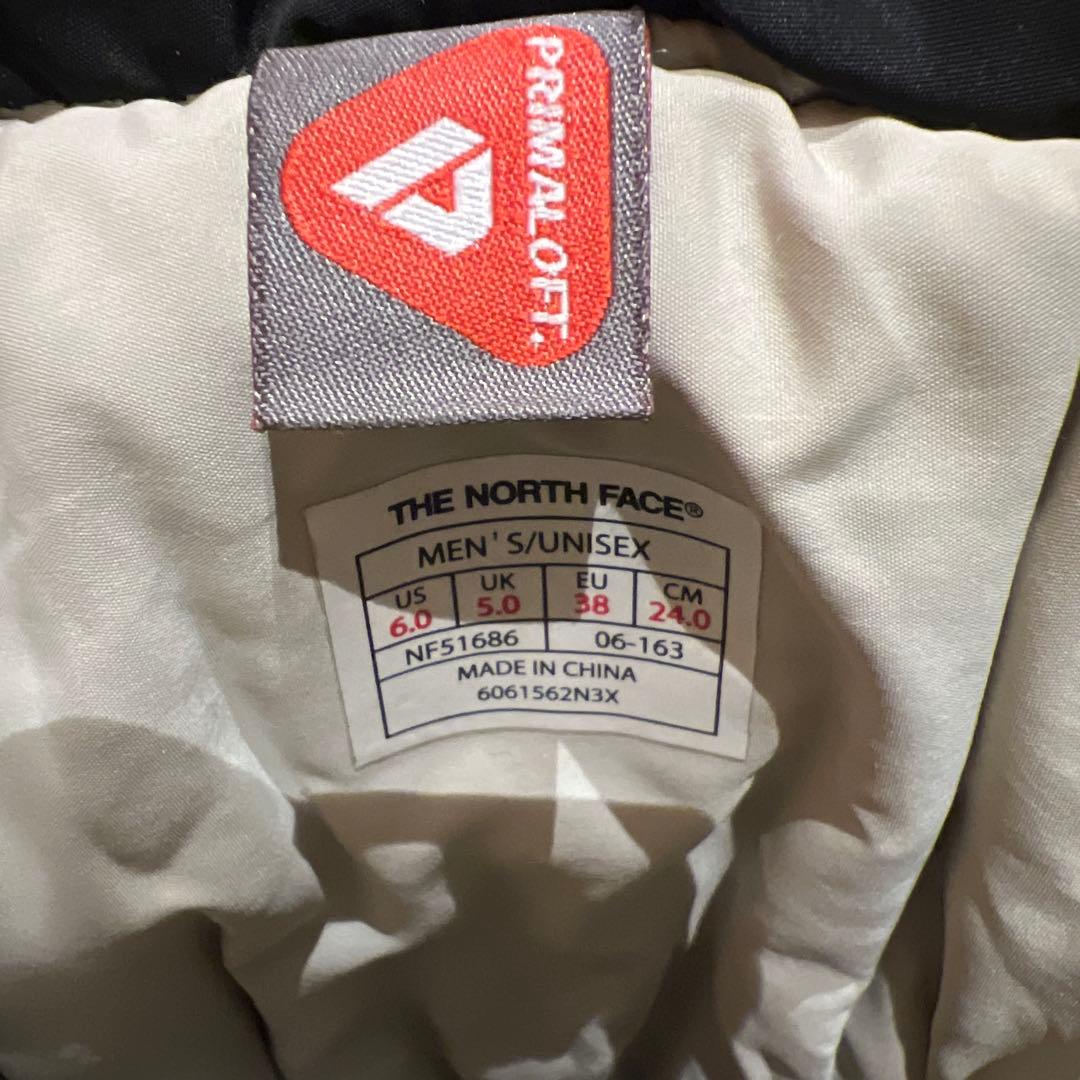 PRIMALOFT
THE NORTH FACE®
MEN'S/UNISEX
US UK EU CM
6.0 5.0 38 24.0
NF51686 06-163
MADE IN CHINA
6061562N3X